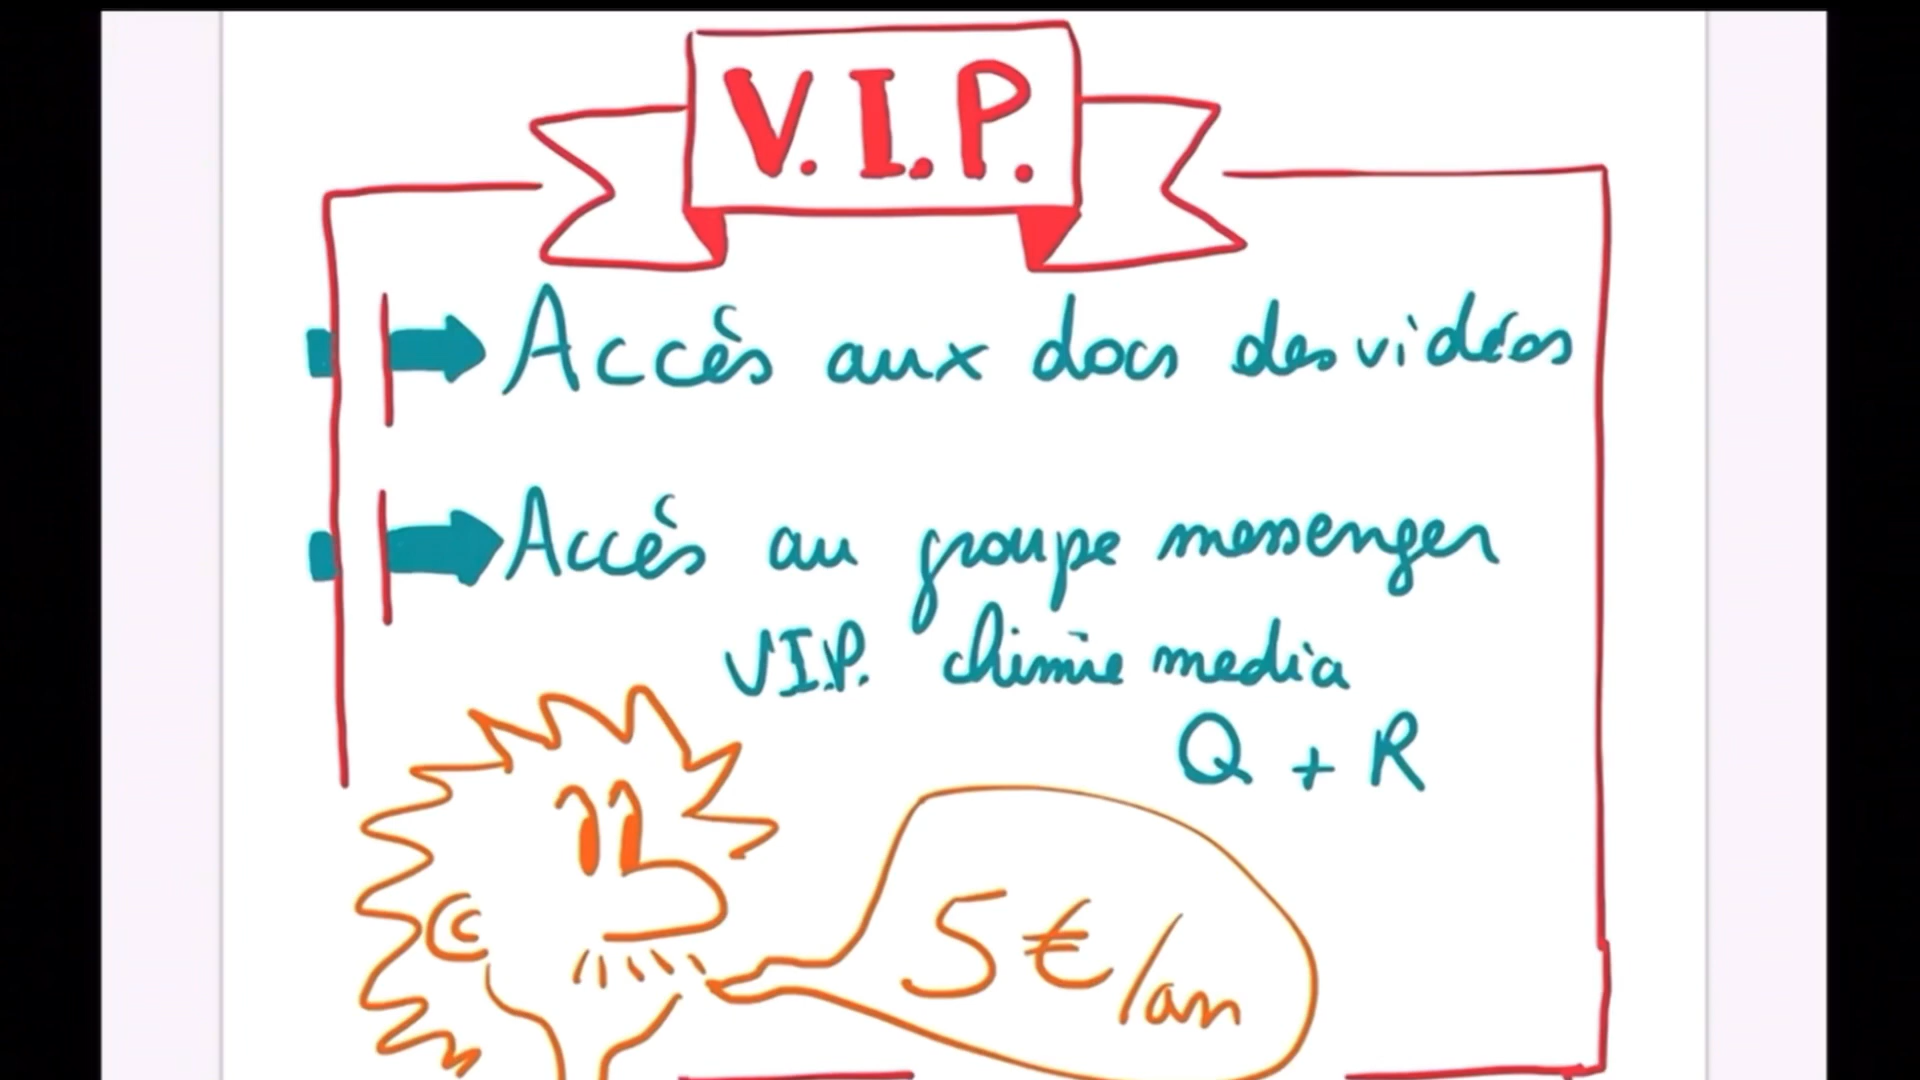 V.I.P.
Accès aux docs des vidéos
Accès au groupe messenger
V.I.P. chimie media
Q + R
5€/an